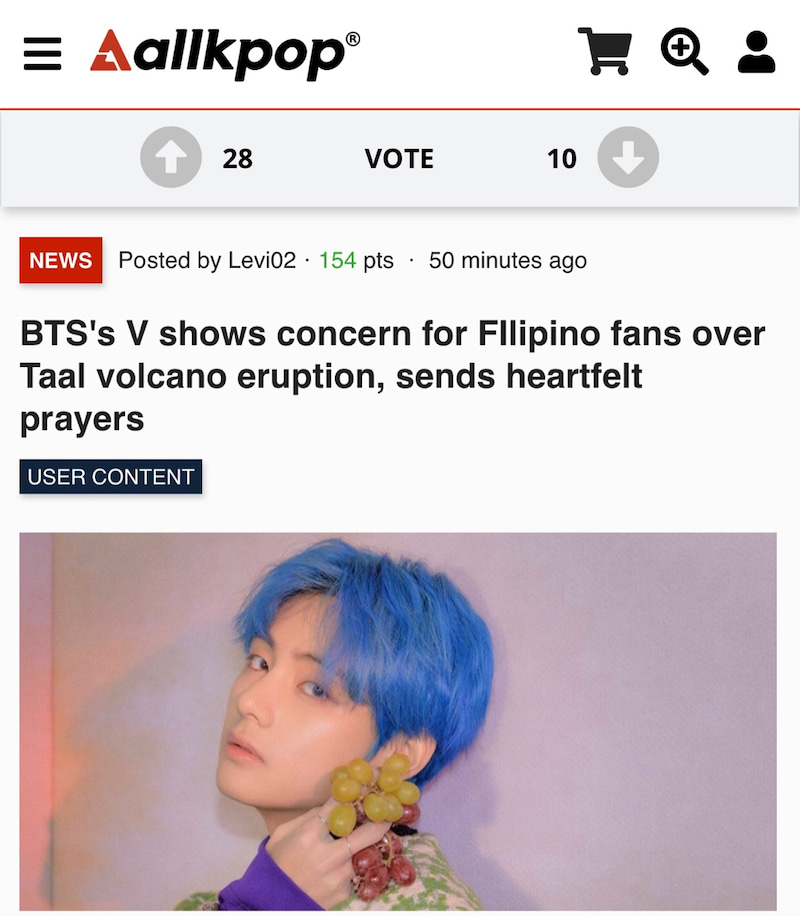 allkpop®
28 VOTE 10
NEWS Posted by Levi02 · 154 pts · 50 minutes ago
BTS's V shows concern for FIlipino fans over
Taal volcano eruption, sends heartfelt
prayers
USER CONTENT